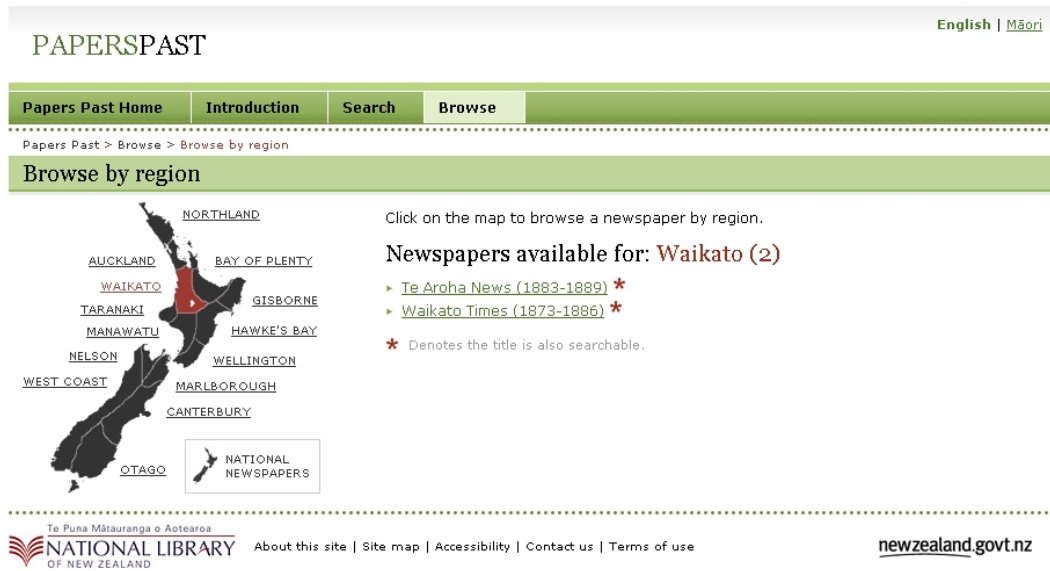 English | Māori
PAPERSPAST
Papers Past Home Introduction Search Browse
Papers Past > Browse > Browse by region
Browse by region
NORTHLAND
AUCKLAND
BAY OF PLENTY
WAIKATO
GISBORNE
TARANAKI
MANAWATU
HAWKE'S BAY
NELSON
WELLINGTON
WEST COAST
MARLBOROUGH
CANTERBURY
OTAGO
NATIONAL
NEWSPAPERS
Click on the map to browse a newspaper by region.
Newspapers available for: Waikato (2)
Te Aroha News (1883-1889) *
Waikato Times (1873-1886) *
* Denotes the title is also searchable.
Te Puna Mātauranga o Aotearoa
NATIONAL LIBRARY
OF NEW ZEALAND
About this site | Site map | Accessibility | Contact us | Terms of use
newzealand.govt.nz